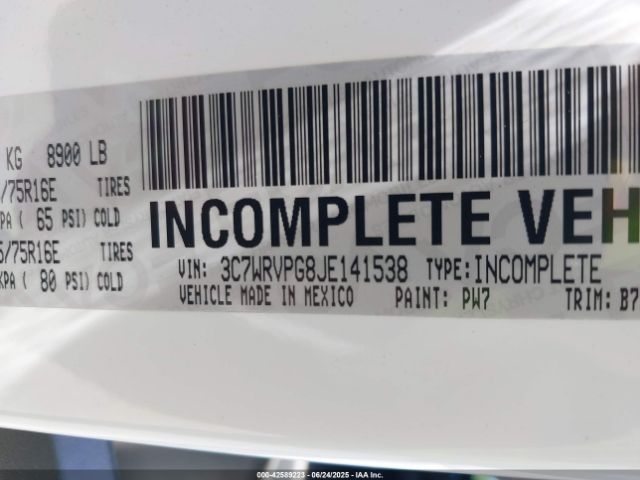 KG 8900 LB
/75R16E TIRES
KPA ( 65 PSI) COLD
5/75R16E TIRES
KPA ( 80 PSI) COLD
INCOMPLETE VEH
VIN: 3C7WRVPG8JE141538 TYPE: INCOMPLETE
VEHICLE MADE IN MEXICO PAINT: PW7 TRIM: B7
000-42589223 - 06/24/2025 - IAA Inc.